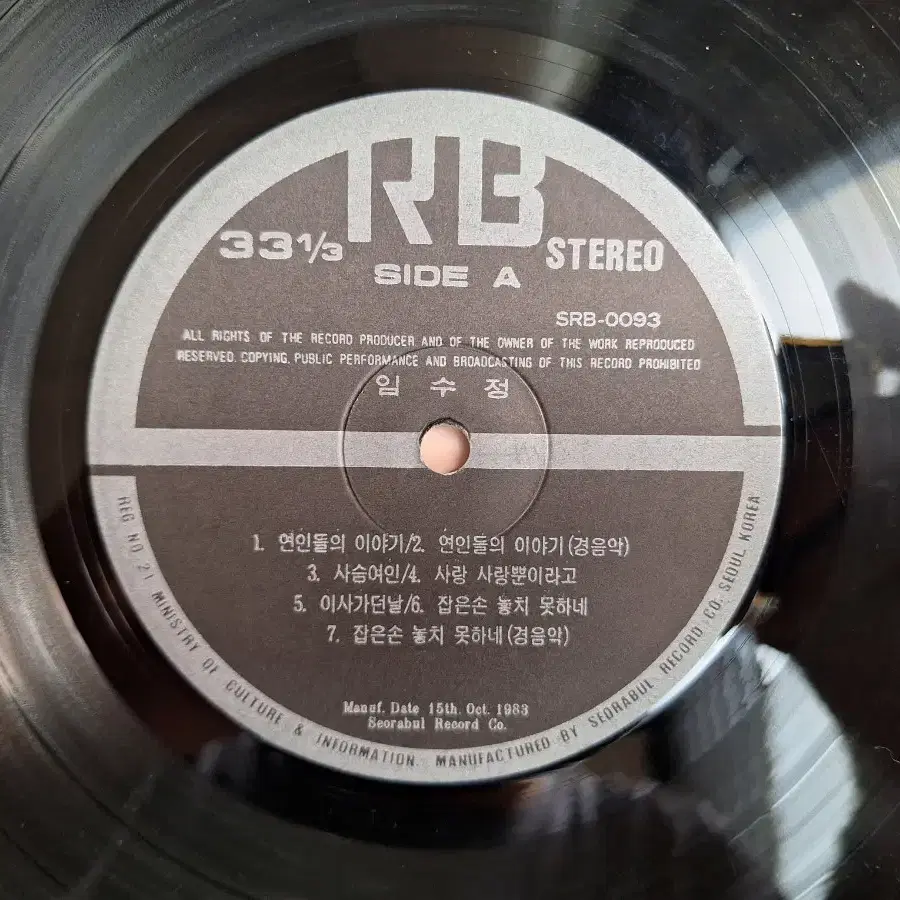 RB
33 1/3
STEREO
SIDE A
SRB-0093
ALL RIGHTS OF THE RECORD PRODUCER AND OF THE OWNER OF THE WORK REPRODUCED
RESERVED. COPYING. PUBLIC PERFORMANCE AND BROADCASTING OF THIS RECORD PROHIBITED
임 수 정
1. 연인들의 이야기/2. 연인들의 이야기(경음악)
3. 사슴여인/4. 사랑 사랑뿐이라고
5. 이사가던날/6. 잡은손 놓치 못하네
7. 잡은손 놓치 못하네(경음악)
Manuf. Date 15th. Oct. 1983
Seorabul Record Co.
REG NO. 21 MINISTRY OF CULTURE & INFORMATION. MANUFACTURED BY SEORABUL RECORD CO. SEOUL KOREA